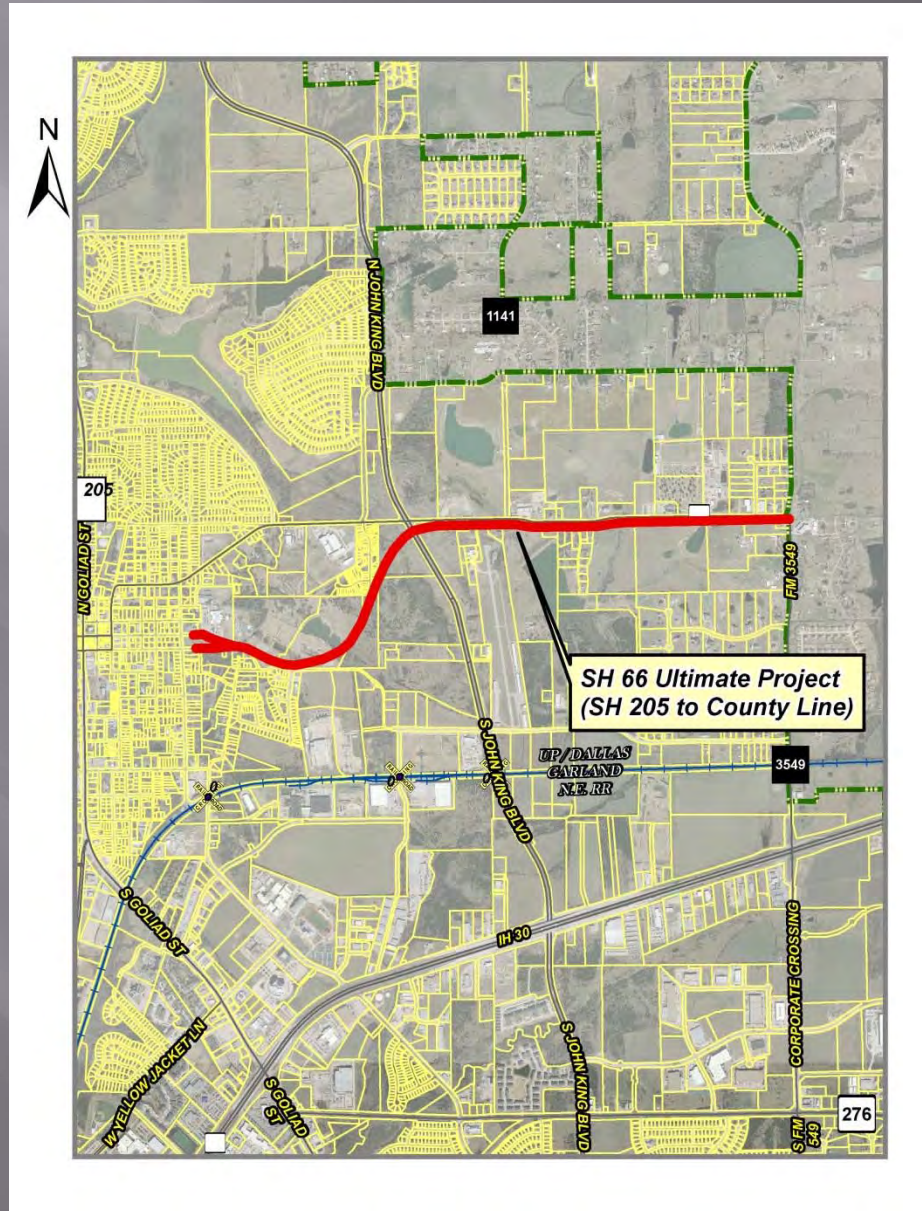 N
N JOHN KING BLVD
1141
205
N GOLIAD ST
FM 3549
SH 66 Ultimate Project
(SH 205 to County Line)
S JOHN KING BLVD
UP / DALLAS
GARLAND
N.E. RR
3549
S GOLIAD ST
IH 30
CORPORATE CROSSING
W YELLOW JACKET LN
S GOLIAD
ST
S JOHN KING BLVD
276
S FM
549